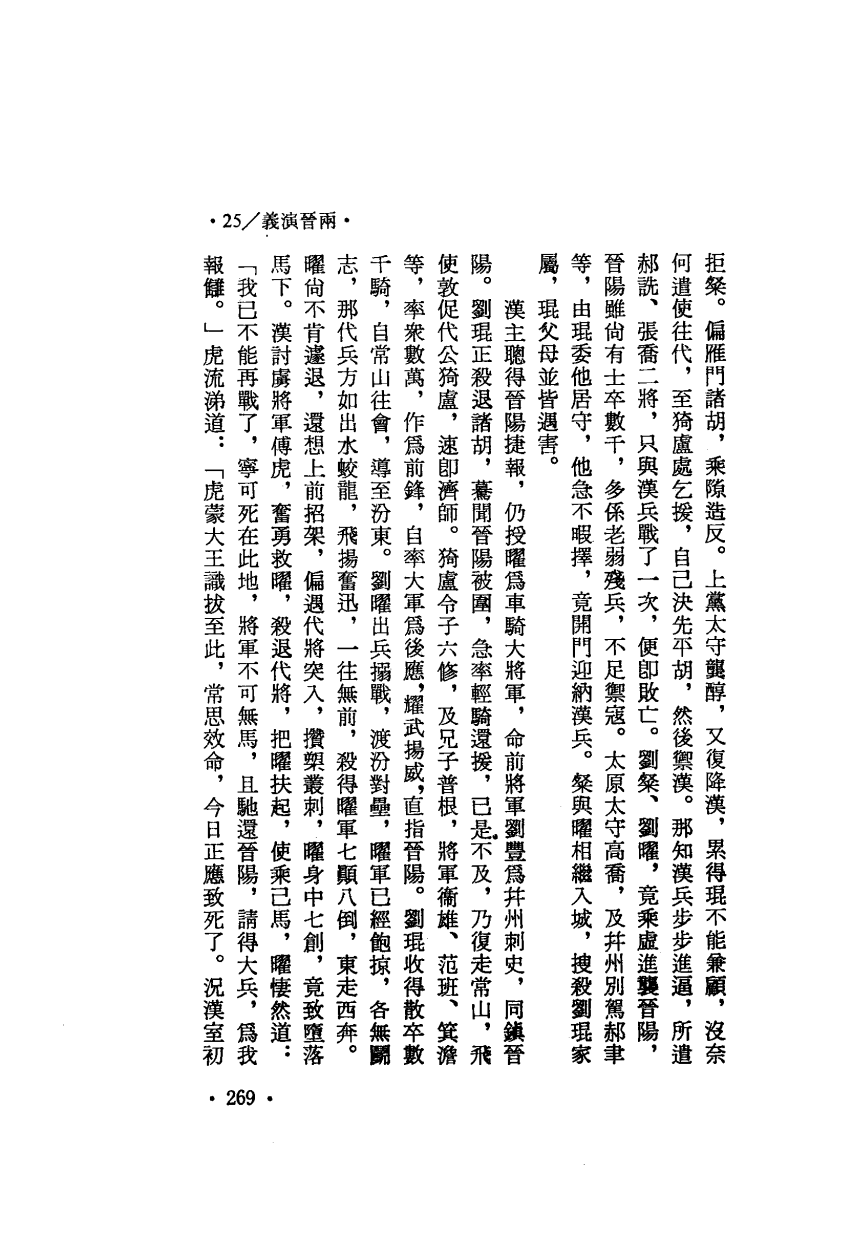 ・25／義演晉兩・
拒粲。偏雁門諸胡，乘隙造反。上黨太守龔醇，又復降漢，累得琨不能兼顧，沒奈
何遣使往代，至猗盧處乞援，自己決先平胡，然後禦漢。那知漢兵步步進逼，所遣
郝詵、張喬二將，只與漢兵戰了一次，便卽敗亡。劉粲、劉曜，竟乘虛進襲晉陽，
晉陽雖尙有士卒數千，多係老弱殘兵，不足禦寇。太原太守高喬，及幷州別駕郝聿
等，由琨委他居守，他急不暇擇，竟開門迎納漢兵。粲與曜相繼入城，搜殺劉琨家
屬，琨父母並皆遇害。
漢主聰得晉陽捷報，仍授曜爲車騎大將軍，命前將軍劉豐爲幷州刺史，同鎭晉
陽。劉琨正殺退諸胡，驀聞晉陽被圍，急率輕騎還援，已是不及，乃復走常山，飛
使敦促代公猗盧，速卽濟師。猗盧令子六修，及兄子普根，將軍衞雄、范班、箕澹
等，率衆數萬，作爲前鋒，自率大軍爲後應，耀武揚威，直指晉陽。劉琨收得散卒數
千騎，自常山往會，導至汾東。劉曜出兵搦戰，渡汾對壘，曜軍已經飽掠，各無鬭
志，那代兵方如出水蛟龍，飛揚奮迅，一往無前，殺得曜軍七顚八倒，東走西奔。
曜尙不肯遽退，還想上前招架，偏遇代將突入，攢槊叢刺，曜身中七創，竟致墮落
馬下。漢討虜將軍傅虎，奮勇救曜，殺退代將，把曜扶起，使乘己馬，曜悽然道：
「我已不能再戰了，寧可死在此地，將軍不可無馬，且馳還晉陽，請得大兵，爲我
報讎。」虎流涕道：「虎蒙大王識拔至此，常思效命，今日正應致死了。況漢室初
・269・